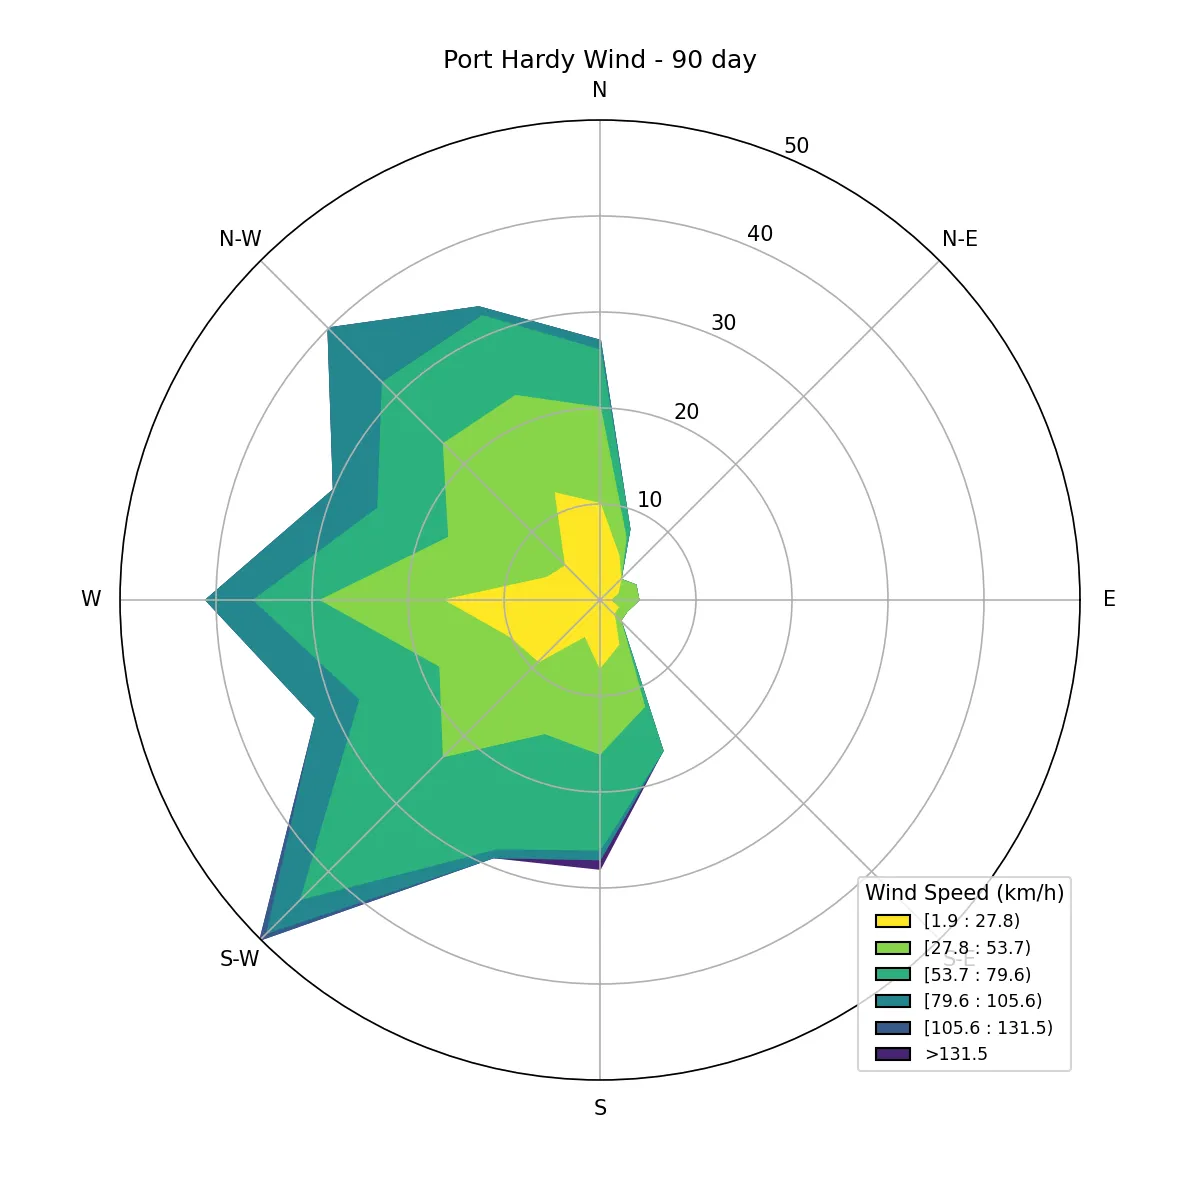 Port Hardy Wind - 90 day
N
50
N-W
N-E
40
30
20
10
W
E
Wind Speed (km/h)
[1.9 : 27.8)
[27.8 : 53.7)
S-W
S-E
[53.7 : 79.6)
[79.6 : 105.6)
[105.6 : 131.5)
>131.5
S